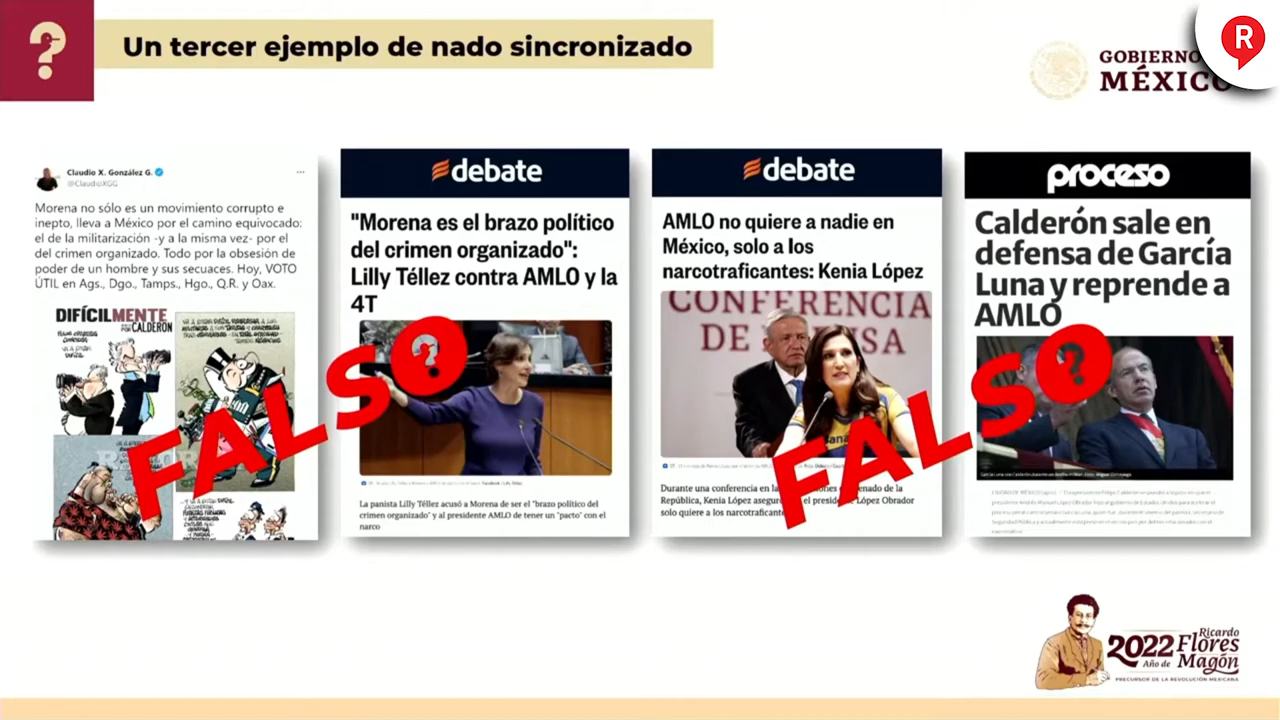 Un tercer ejemplo de nado sincronizado
R
GOBIERNO
MÉXICO
Claudio X. González G.
@ClaudioXGG
Morena no sólo es un movimiento corrupto e
inepto, lleva a México por el camino equivocado:
el de la militarización -y a la misma vez- por el
del crimen organizado. Todo por la obsesión de
poder de un hombre y sus secuaces. Hoy, VOTO
ÚTIL en Ags., Dgo., Tamps., Hgo., Q.R. y Oax.
DIFÍCILMENTE
POR CALDERÓN
debate
"Morena es el brazo político
del crimen organizado":
Lilly Téllez contra AMLO y la
4T
La panista Lilly Téllez acusó a Morena de ser el "brazo político del
crimen organizado" y al presidente AMLO de tener un "pacto" con el
narco
FALSO
debate
AMLO no quiere a nadie en
México, solo a los
narcotraficantes: Kenia López
CONFERENCIA
DE PRENSA
Durante una conferencia en las
República, Kenia López
solo quiere a los
proceso
Calderón sale en
defensa de García
Luna y reprende a
AMLO
FALSO
2022 Ricardo
Año de Flores
Magón
PRECURSOR DE LA REVOLUCIÓN MEXICANA